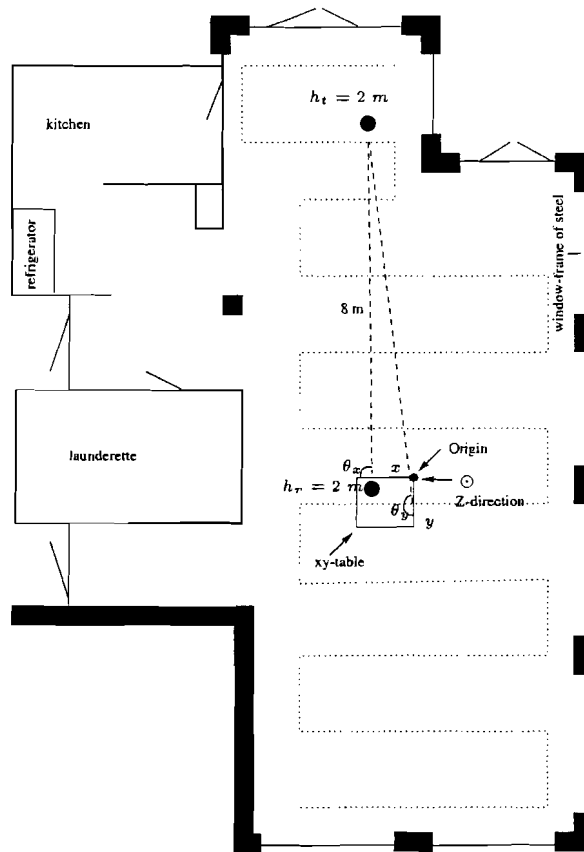 h_t = 2 m
kitchen
refrigerator
window-frame of steel
8 m
launderette
Origin
θ_x
x
h_r = 2 m
Z-direction
θ_y
y
xy-table